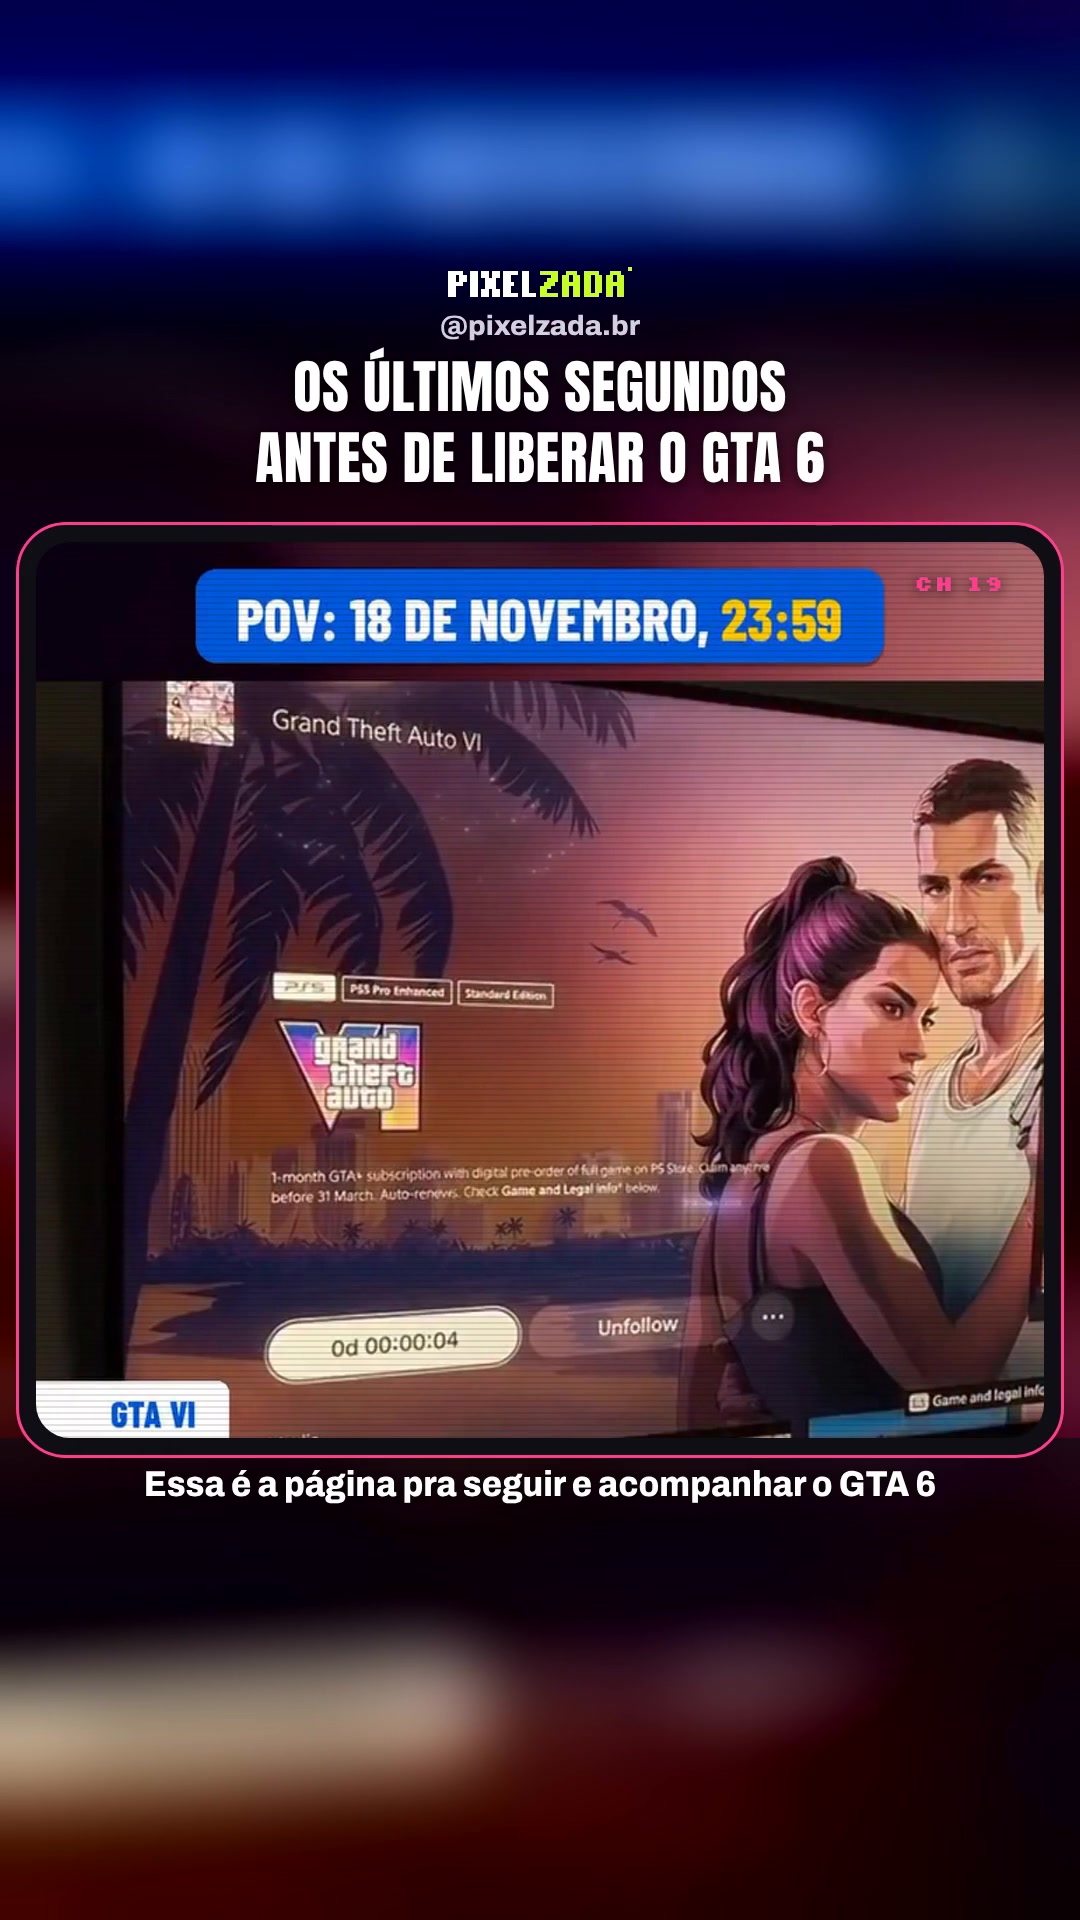 PIXELZADA
@pixelzada.br
OS ÚLTIMOS SEGUNDOS
ANTES DE LIBERAR O GTA 6
CH 19
POV: 18 DE NOVEMBRO, 23:59
Grand Theft Auto VI
PS5 PS5 Pro Enhanced Standard Edition
VI
grand
theft
auto
1-month GTA+ subscription with digital pre-order of full game on PS Store. Claim anytime
before 31 March. Auto-renews. Check Game and Legal Info* below.
0d 00:00:04 Unfollow ...
Game and legal info
GTA VI
Essa é a página pra seguir e acompanhar o GTA 6